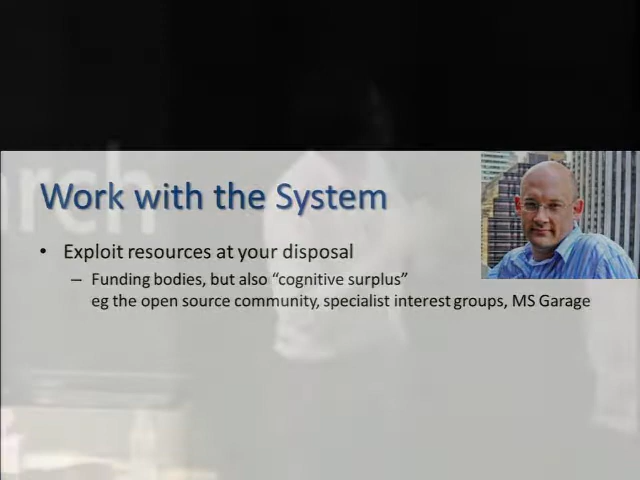 Work with the System
• Exploit resources at your disposal
– Funding bodies, but also “cognitive surplus”
eg the open source community, specialist interest groups, MS Garage
arch